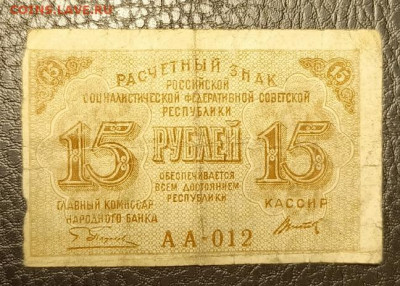 COINS.LAVE.RU
15
15
РАСЧЕТНЫЙ ЗНАК
РОССИЙСКОЙ
СОЦИАЛИСТИЧЕСКОЙ ФЕДЕРАТИВНОЙ СОВЕТСКОЙ
РЕСПУБЛИКИ
15 РУБЛЕЙ 15
ОБЕСПЕЧИВАЕТСЯ
ВСЕМ ДОСТОЯНИЕМ
РЕСПУБЛИКИ
ГЛАВНЫЙ КОМИССАР
НАРОДНОГО БАНКА
КАССИР
АА-012